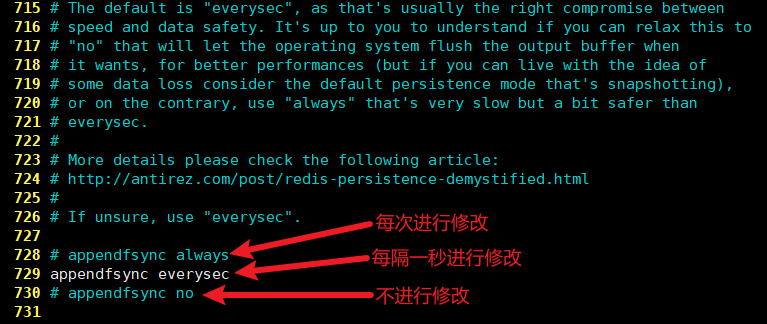 715 # The default is "everysec", as that's usually the right compromise between
716 # speed and data safety. It's up to you to understand if you can relax this to
717 # "no" that will let the operating system flush the output buffer when
718 # it wants, for better performances (but if you can live with the idea of
719 # some data loss consider the default persistence mode that's snapshotting),
720 # or on the contrary, use "always" that's very slow but a bit safer than
721 # everysec.
722 #
723 # More details please check the following article:
724 # http://antirez.com/post/redis-persistence-demystified.html
725 #
726 # If unsure, use "everysec".
727
每次进行修改
728 # appendfsync always
每隔一秒进行修改
729 appendfsync everysec
730 # appendfsync no
不进行修改
731